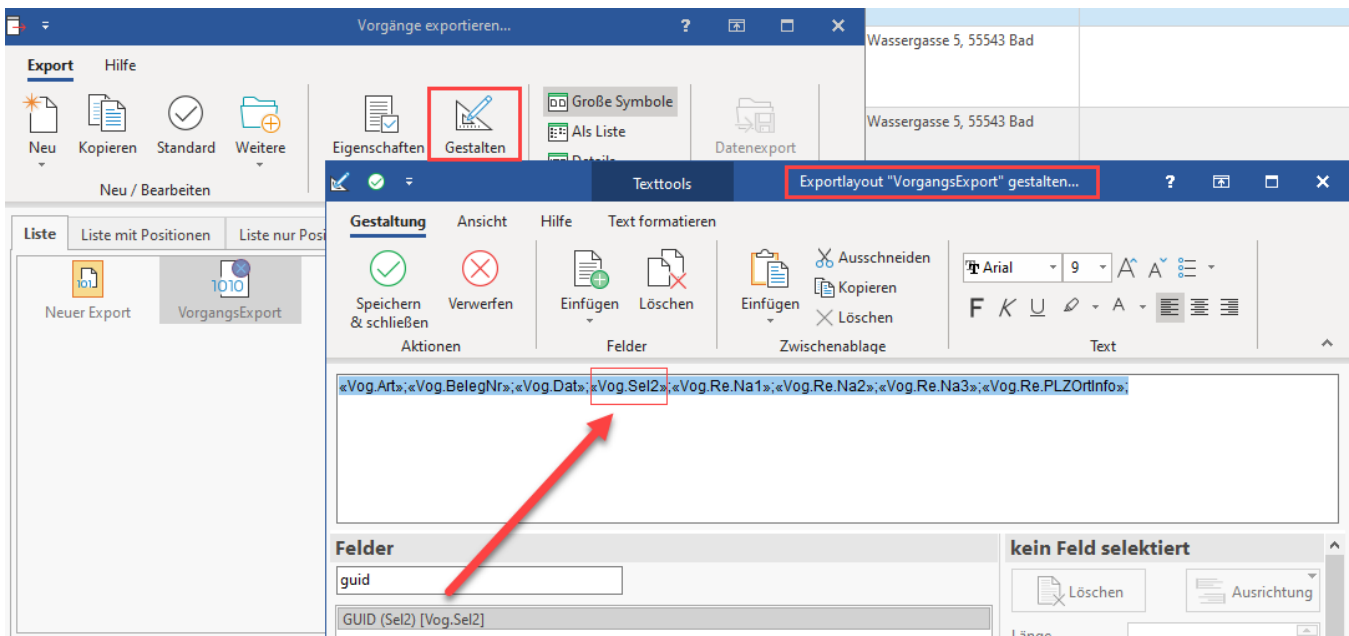 Vorgänge exportieren...
?
Wassergasse 5, 55543 Bad
Export Hilfe
Neu Kopieren Standard Weitere
Neu / Bearbeiten
Eigenschaften Gestalten
Große Symbole
Als Liste
Details
Datenexport
Wassergasse 5, 55543 Bad
Liste Liste mit Positionen Liste nur Posi
101
Neuer Export
1010
VorgangsExport
Texttools
Exportlayout "VorgangsExport" gestalten...
?
Gestaltung Ansicht Hilfe Text formatieren
Speichern & schließen
Verwerfen
Aktionen
Einfügen Löschen
Felder
Einfügen
Ausschneiden
Kopieren
Löschen
Zwischenablage
Arial 9
F K U A
Text
«Vog.Art»;«Vog.BelegNr»;«Vog.Dat»;«Vog.Sel2»;«Vog.Re.Na1»;«Vog.Re.Na2»;«Vog.Re.Na3»;«Vog.Re.PLZOrtInfo»;
Felder
guid
GUID (Sel2) [Vog.Sel2]
kein Feld selektiert
Löschen Ausrichtung
Länge